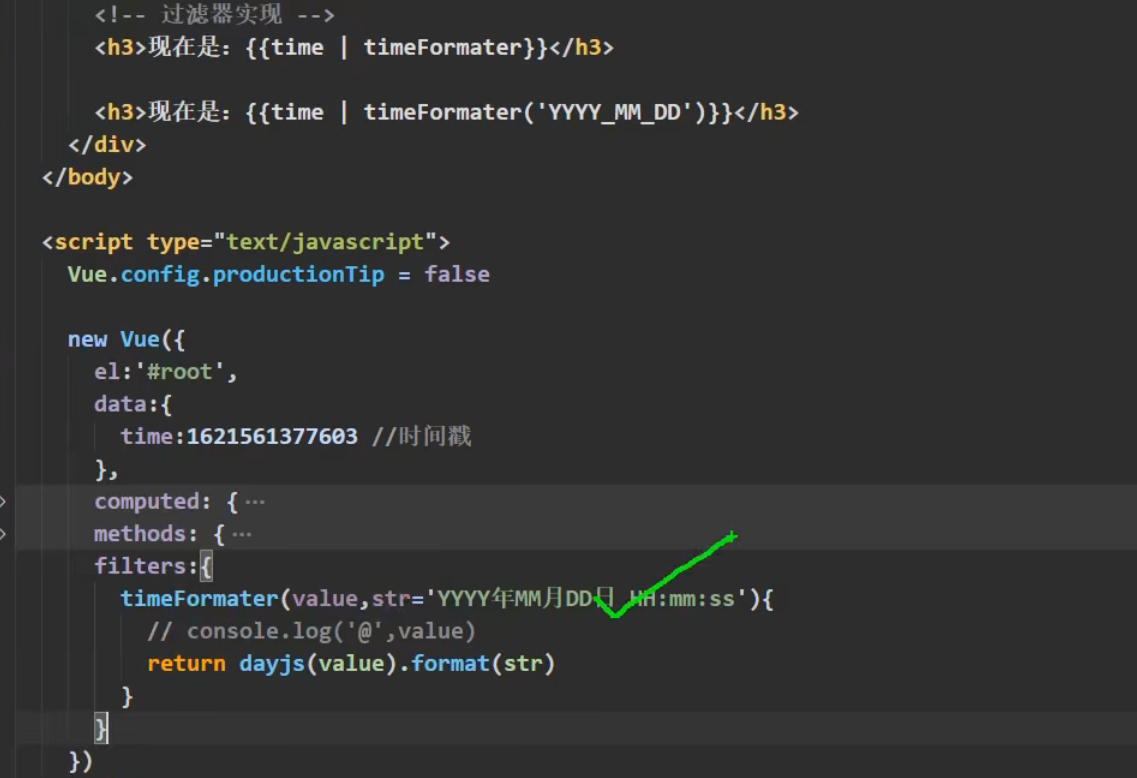 <!-- 过滤器实现 -->
<h3>现在是：{{time | timeFormater}}</h3>
<h3>现在是：{{time | timeFormater('YYYY_MM_DD')}}</h3>
</div>
</body>
<script type="text/javascript">
Vue.config.productionTip = false
new Vue({
el:'#root',
data:{
time:1621561377603 //时间戳
},
computed: {···
methods: {···
filters:{
timeFormater(value,str='YYYY年MM月DD日 HH:mm:ss'){
// console.log('@',value)
return dayjs(value).format(str)
}
}
})